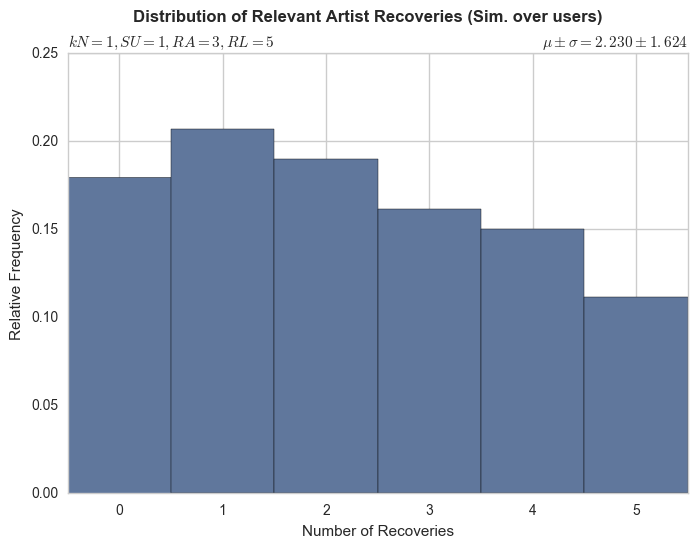 Distribution of Relevant Artist Recoveries (Sim. over users)
kN = 1, SU = 1, RA = 3, RL = 5
μ ± σ = 2.230 ± 1.624
0.25
0.20
0.15
0.10
0.05
0.00
Relative Frequency
0 1 2 3 4 5
Number of Recoveries